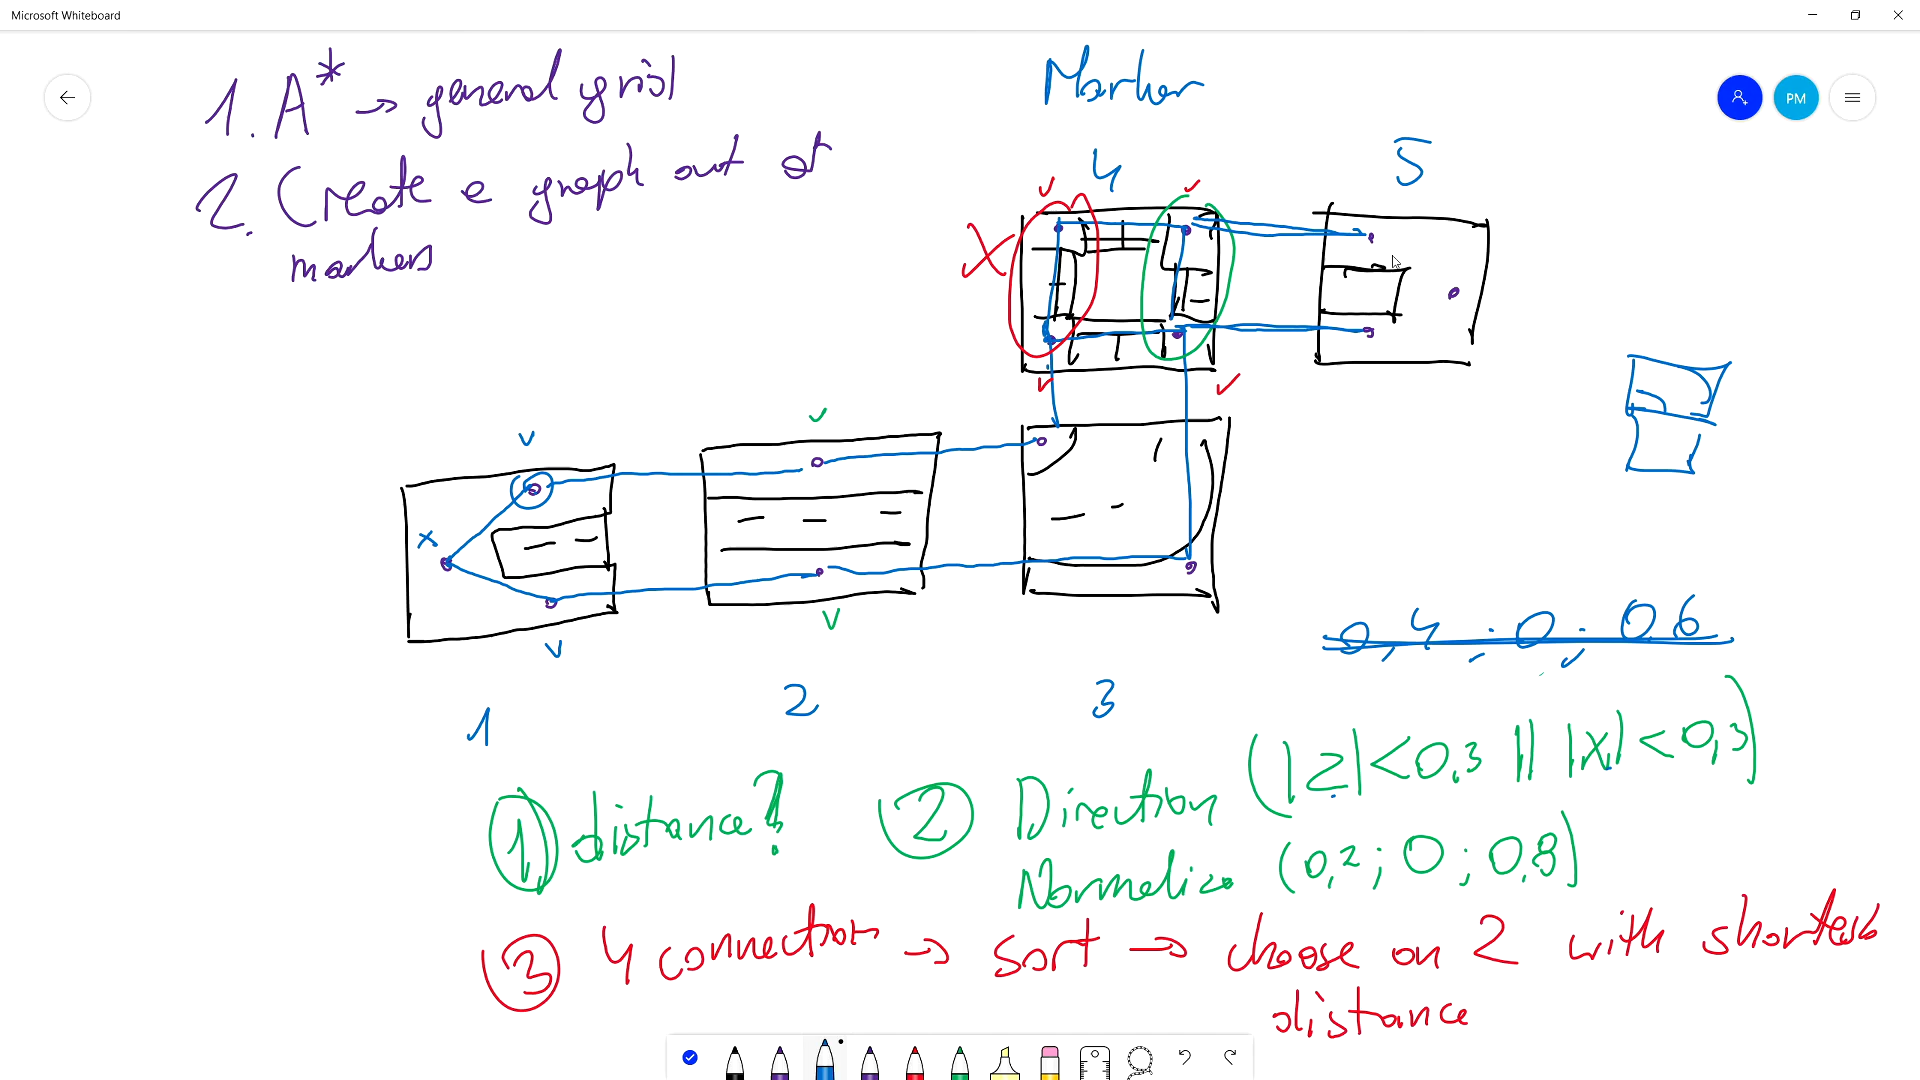 Microsoft Whiteboard
1. A* → general grid
Marker
2. Create a graph out of
markers
PM
4
5
1
2
3
0,4 ; 0 ; 0,6
(|z|<0,3 || |x|<0,3)
① distance?
② Direction
Normalize (0,2 ; 0 ; 0,8)
③ 4 connections → sort → choose on 2 with shortest
distance